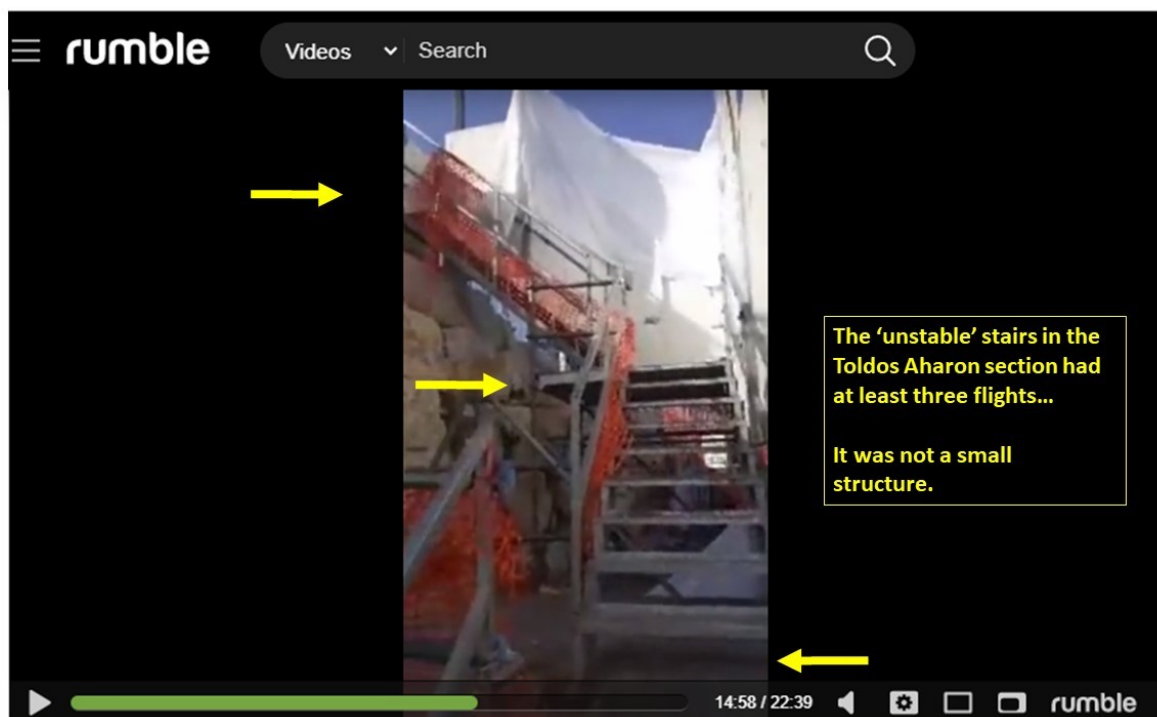 rumble
Videos
Search
The ‘unstable’ stairs in the
Toldos Aharon section had
at least three flights...
It was not a small
structure.
14:58 / 22:39
rumble